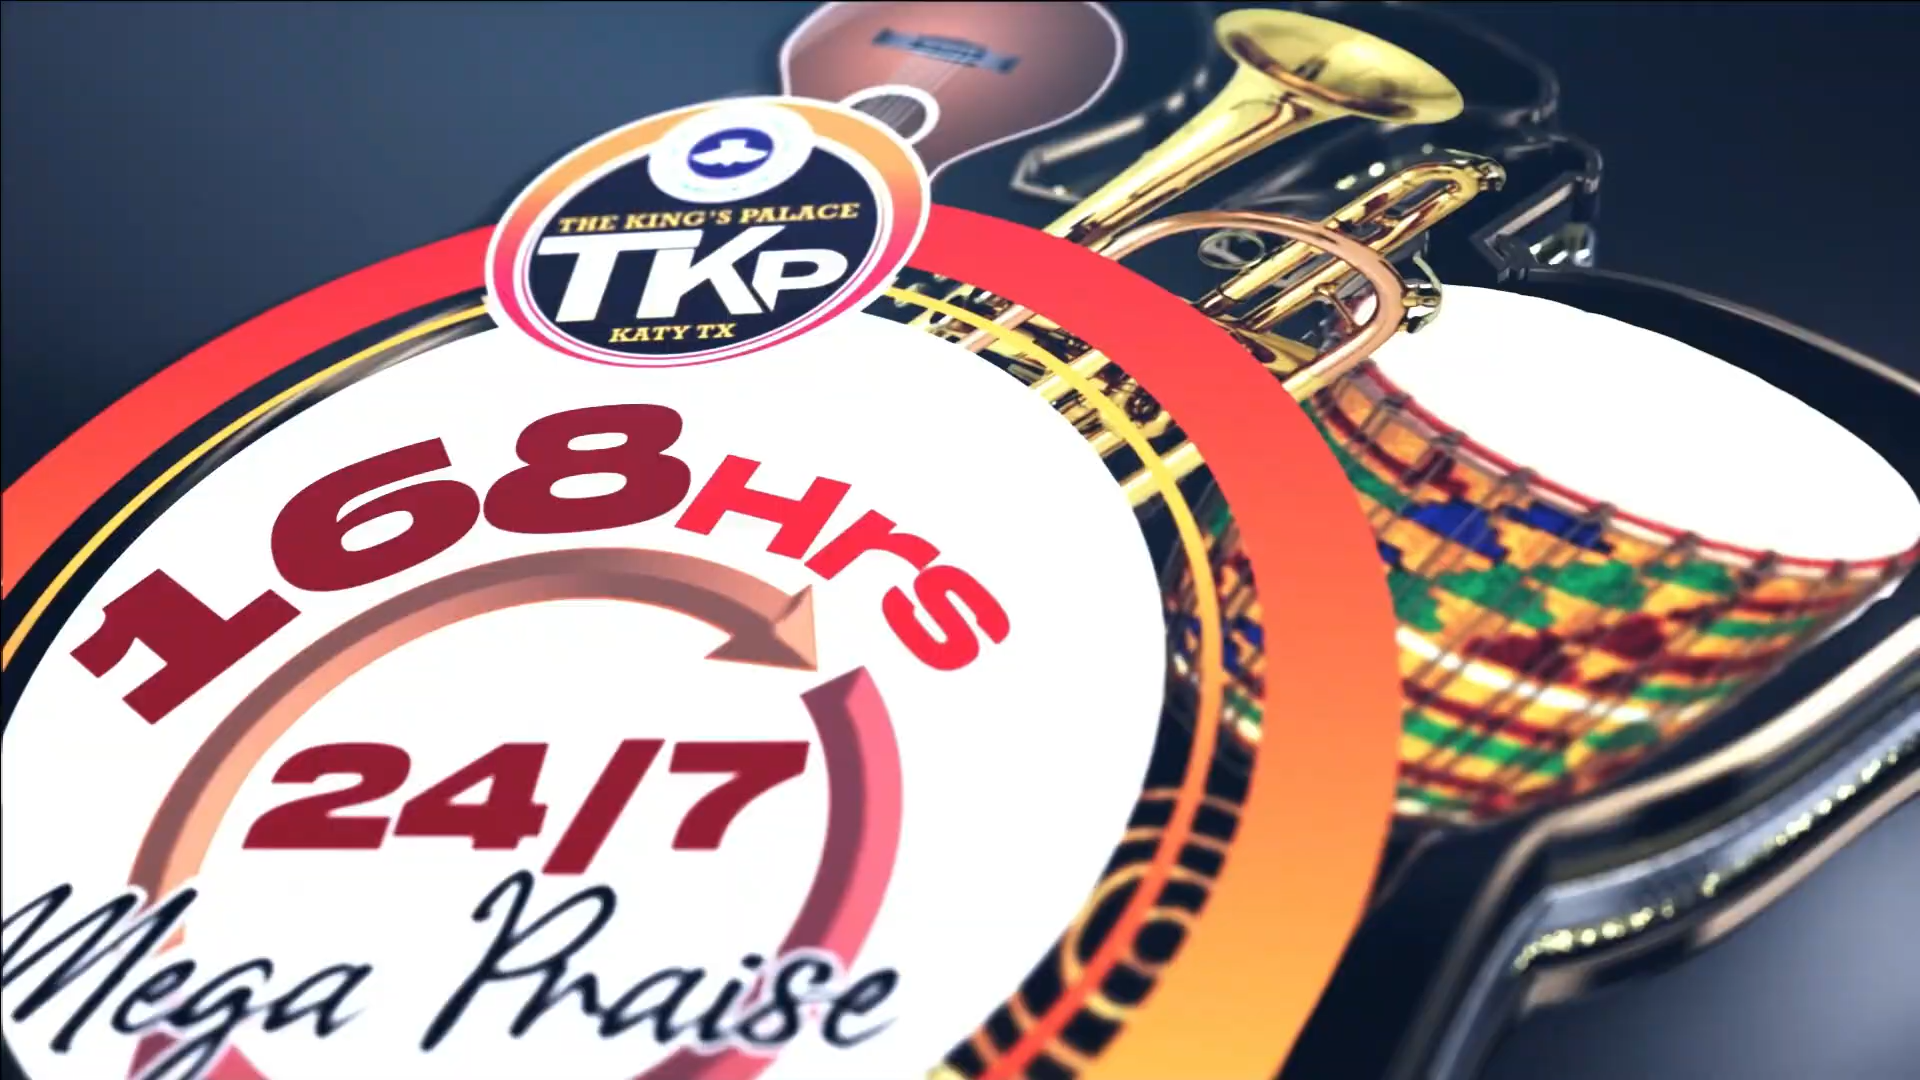 THE KING'S PALACE
TKP
KATY TX
168Hrs
24/7
Mega Praise